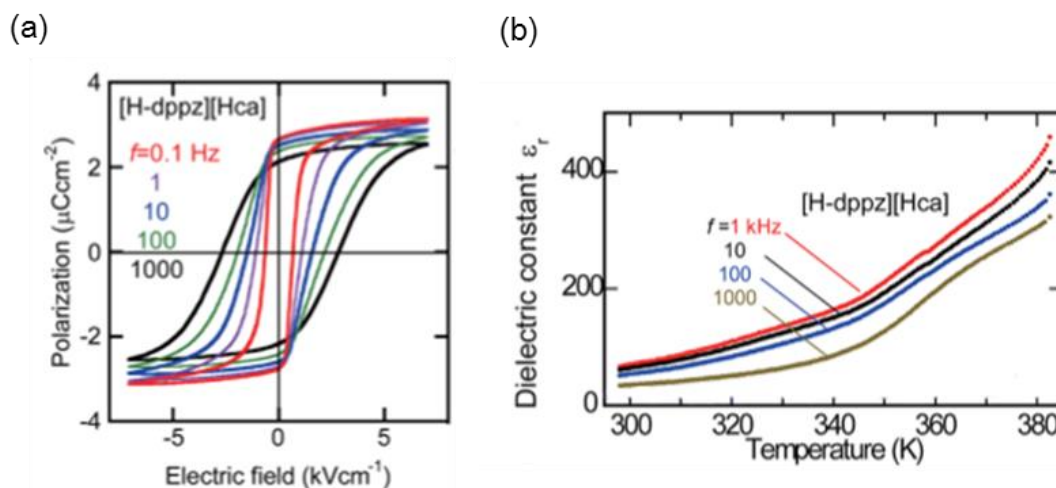 (a)
4
2
0
-2
-4
Polarization (μCcm⁻²)
[H-dppz][Hca]
f=0.1 Hz
1
10
100
1000
-5
0
5
Electric field (kVcm⁻¹)
(b)
400
200
0
Dielectric constant εᵣ
[H-dppz][Hca]
f=1 kHz
10
100
1000
300
320
340
360
380
Temperature (K)